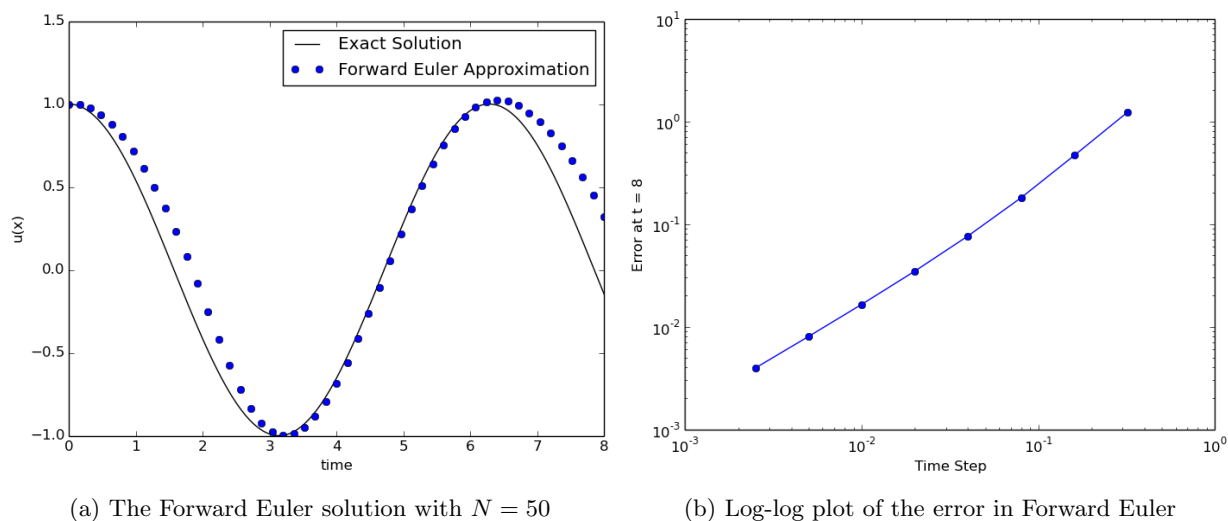 1.5
1.0
0.5
0.0
−0.5
−1.0
u(x)
Exact Solution
Forward Euler Approximation
0 1 2 3 4 5 6 7 8
time
(a) The Forward Euler solution with N = 50
10^1
10^0
10^-1
10^-2
10^-3
Error at t = 8
10^-3 10^-2 10^-1 10^0
Time Step
(b) Log-log plot of the error in Forward Euler